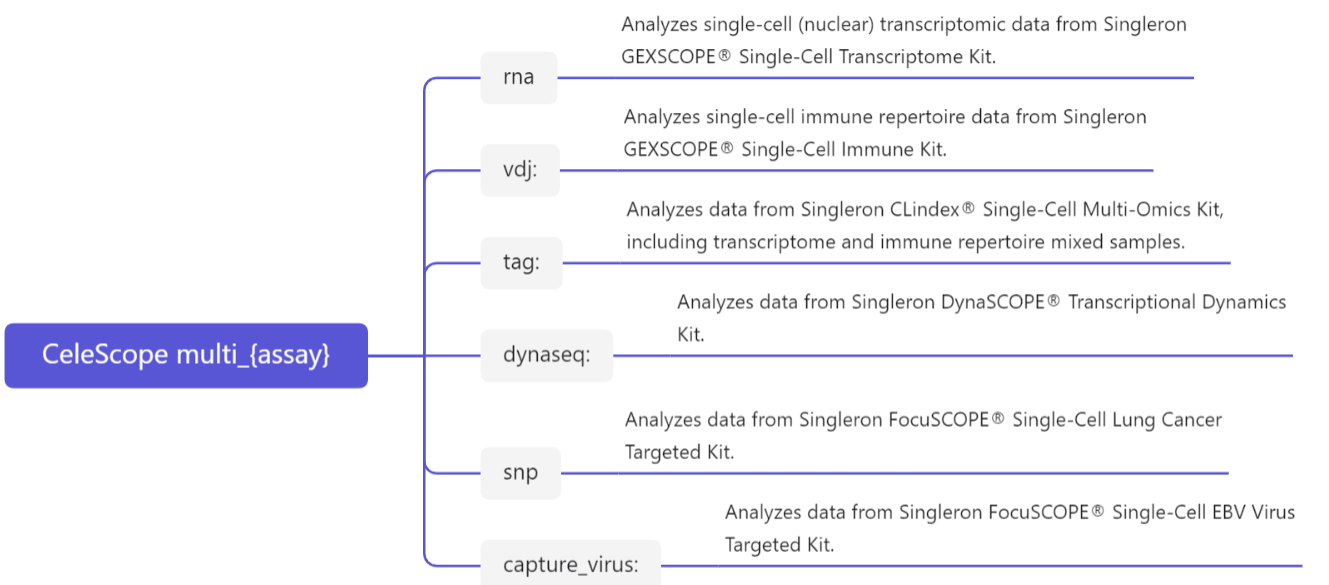 Analyzes single-cell (nuclear) transcriptomic data from Singleron
GEXSCOPE® Single-Cell Transcriptome Kit.
rna
Analyzes single-cell immune repertoire data from Singleron
GEXSCOPE® Single-Cell Immune Kit.
vdj:
Analyzes data from Singleron CLindex® Single-Cell Multi-Omics Kit,
including transcriptome and immune repertoire mixed samples.
tag:
Analyzes data from Singleron DynaSCOPE® Transcriptional Dynamics
Kit.
dynaseq:
CeleScope multi_{assay}
Analyzes data from Singleron FocuSCOPE® Single-Cell Lung Cancer
Targeted Kit.
snp
Analyzes data from Singleron FocuSCOPE® Single-Cell EBV Virus
Targeted Kit.
capture_virus: